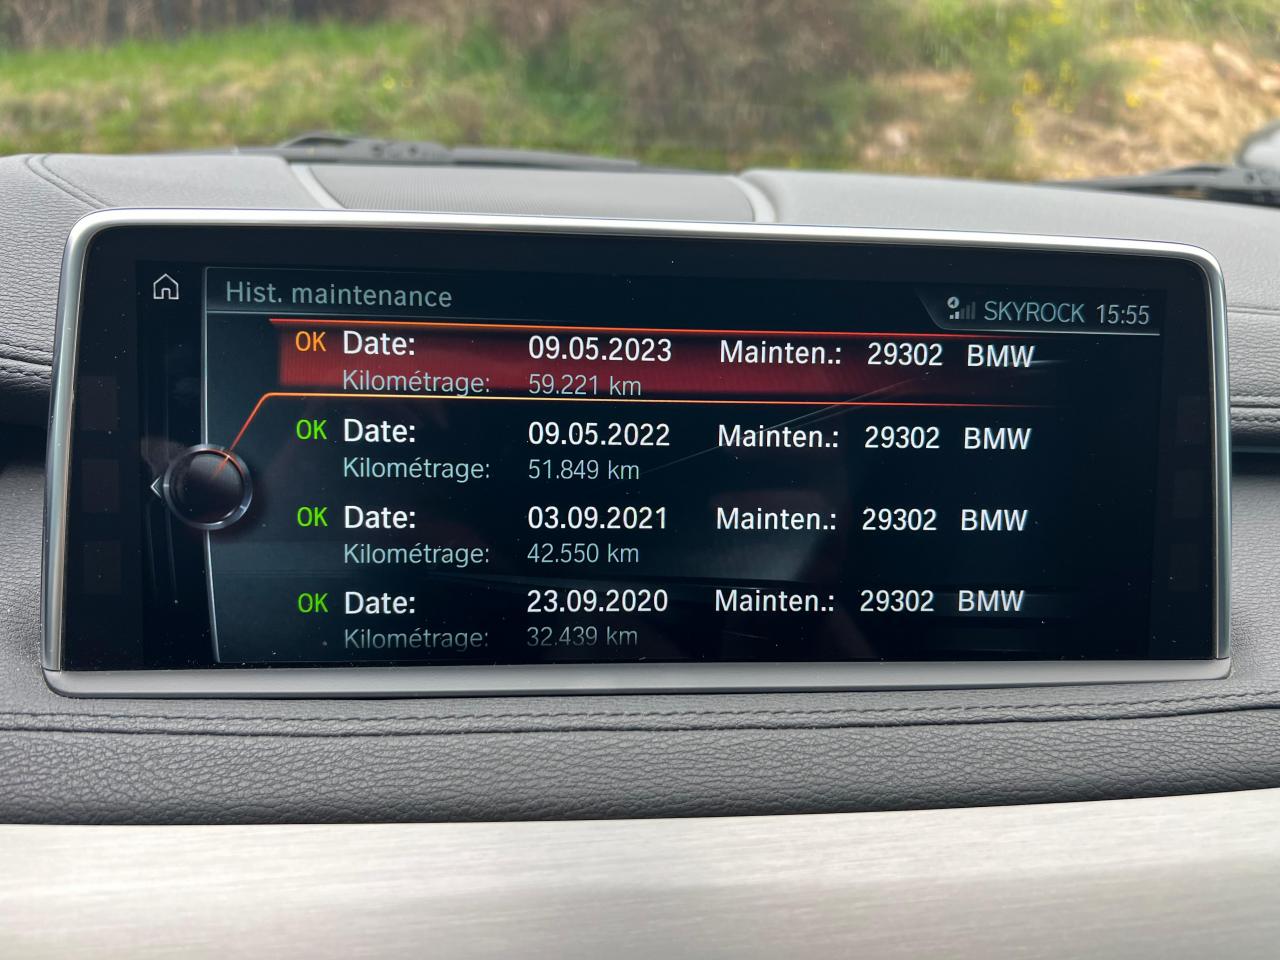 Hist. maintenance
SKYROCK 15:55
OK Date: 09.05.2023 Mainten.: 29302 BMW
Kilométrage: 59.221 km
OK Date: 09.05.2022 Mainten.: 29302 BMW
Kilométrage: 51.849 km
OK Date: 03.09.2021 Mainten.: 29302 BMW
Kilométrage: 42.550 km
OK Date: 23.09.2020 Mainten.: 29302 BMW
Kilométrage: 32.439 km